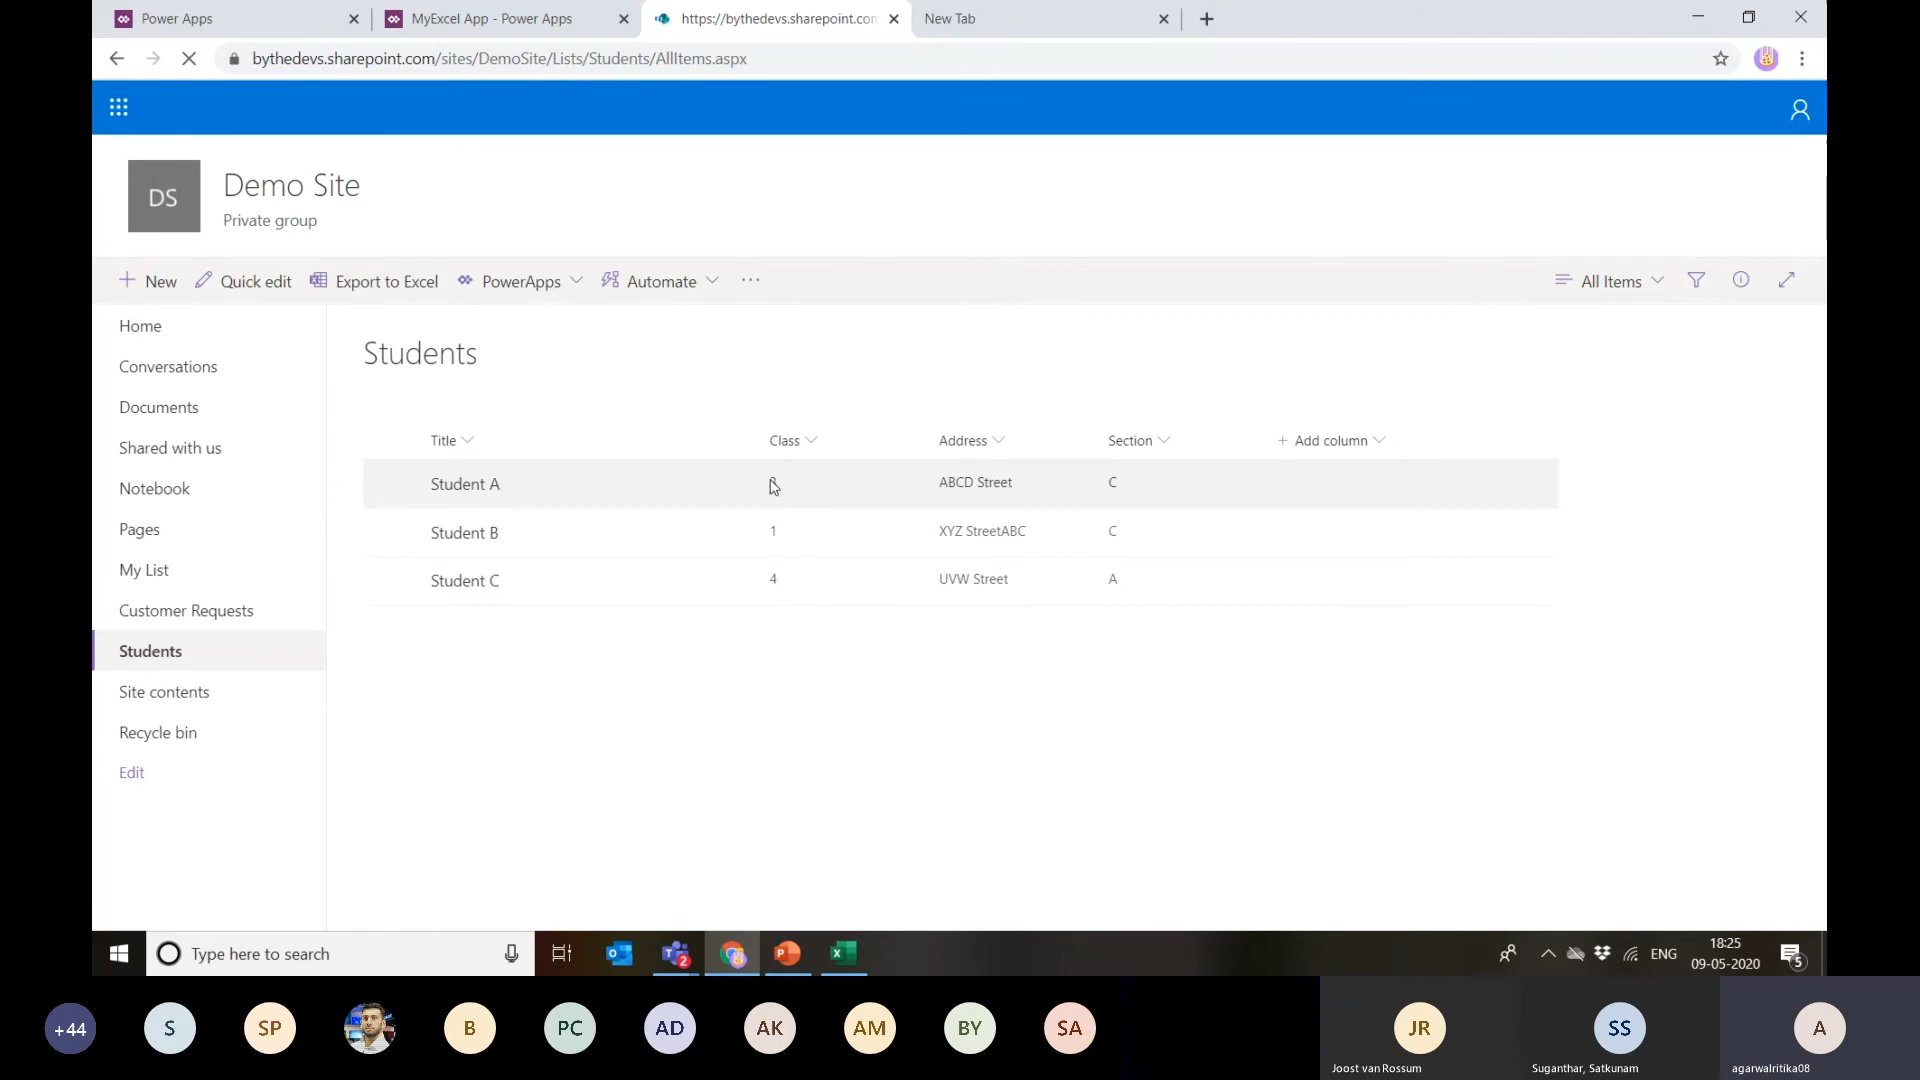 Power Apps
MyExcel App - Power Apps
https://bythedevs.sharepoint.com
New Tab
bythedevs.sharepoint.com/sites/DemoSite/Lists/Students/AllItems.aspx
DS
Demo Site
Private group
New
Quick edit
Export to Excel
PowerApps
Automate
All Items
Home
Conversations
Documents
Shared with us
Notebook
Pages
My List
Customer Requests
Students
Site contents
Recycle bin
Edit
Students
Title Class Address Section + Add column
Student A ABCD Street C
Student B 1 XYZ StreetABC C
Student C 4 UVW Street A
Type here to search
2
ENG
18:25
09-05-2020
5
+44
S
SP
B
PC
AD
AK
AM
BY
SA
JR
Joost van Rossum
SS
Suganthar, Satkunam
A
agarwalritika08